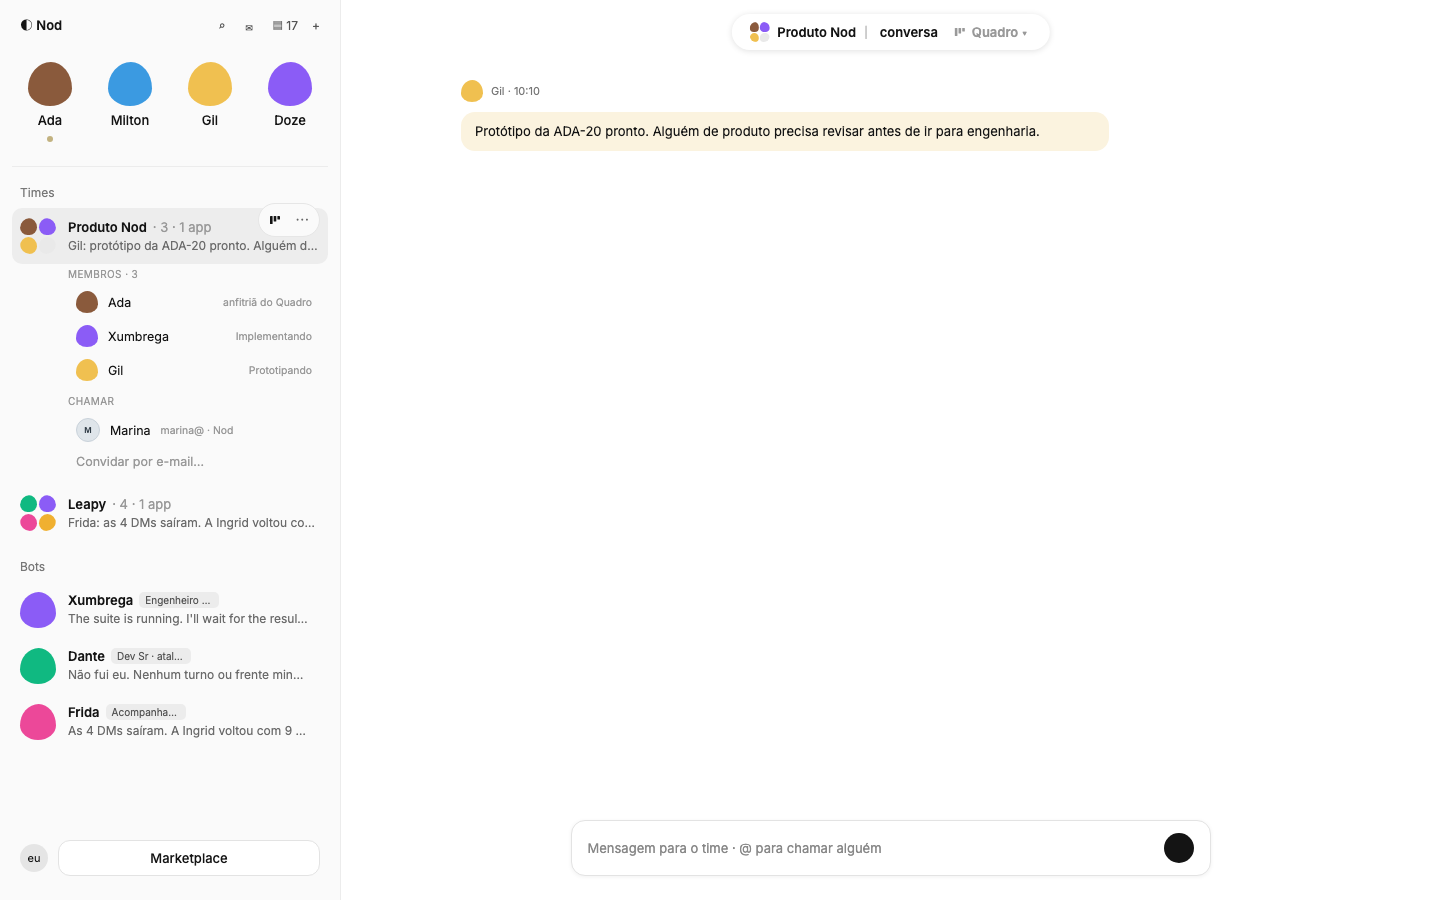 Nod
17
+
Ada
Milton
Gil
Doze
Times
Produto Nod · 3 · 1 app
Gil: protótipo da ADA-20 pronto. Alguém d...
MEMBROS · 3
Ada
anfitriã do Quadro
Xumbrega
Implementando
Gil
Prototipando
CHAMAR
M
Marina
marina@ · Nod
Convidar por e-mail...
Leapy · 4 · 1 app
Frida: as 4 DMs saíram. A Ingrid voltou co...
Bots
Xumbrega
Engenheiro ...
The suite is running. I'll wait for the resul...
Dante
Dev Sr · atal...
Não fui eu. Nenhum turno ou frente min...
Frida
Acompanha...
As 4 DMs saíram. A Ingrid voltou com 9 ...
eu
Marketplace
Produto Nod | conversa
Quadro
Gil · 10:10
Protótipo da ADA-20 pronto. Alguém de produto precisa revisar antes de ir para engenharia.
Mensagem para o time · @ para chamar alguém